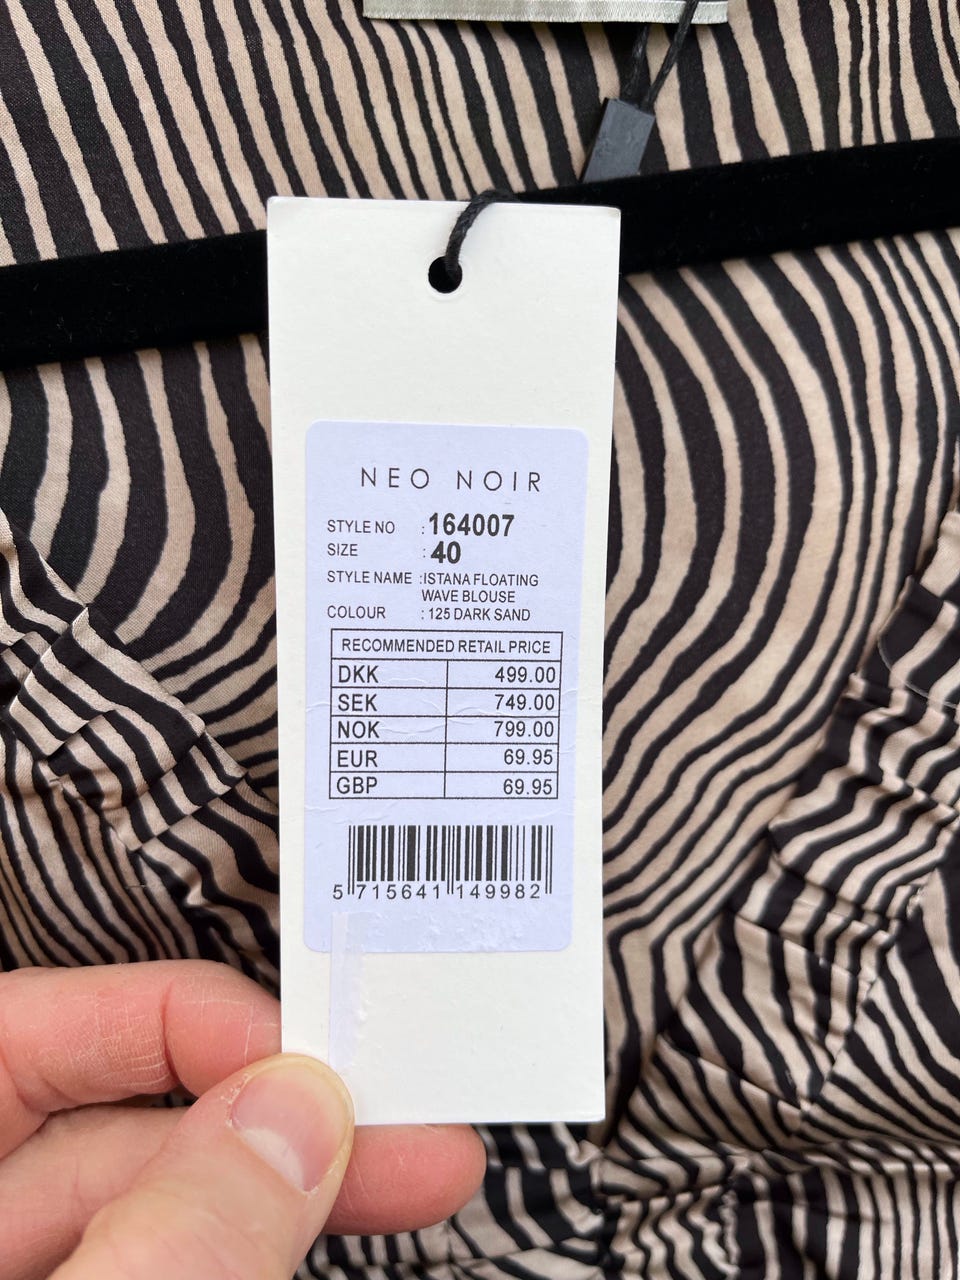 NEO NOIR
STYLE NO : 164007
SIZE : 40
STYLE NAME : ISTANA FLOATING
WAVE BLOUSE
COLOUR : 125 DARK SAND
RECOMMENDED RETAIL PRICE
DKK 499.00
SEK 749.00
NOK 799.00
EUR 69.95
GBP 69.95
5 715641 149982